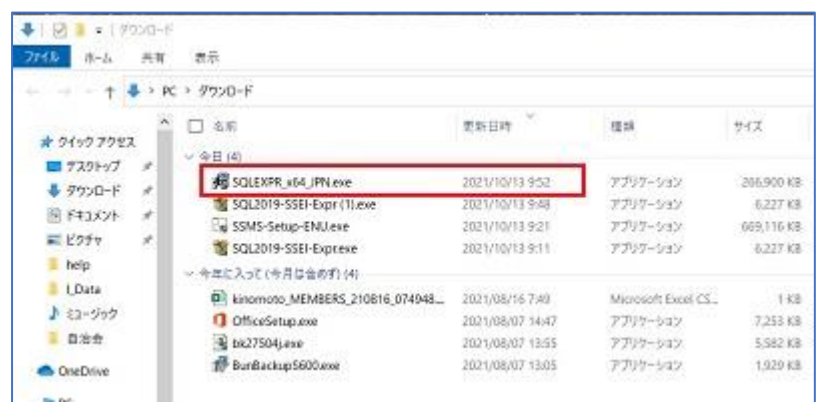 ダウンロード
ファイル ホーム 共有 表示
PC > ダウンロード
名前 更新日時 種類 サイズ
クイック アクセス
デスクトップ
ダウンロード
ドキュメント
ピクチャ
help
I_Data
ミュージック
自治会
OneDrive
PC
今日 (4)
SQLEXPR_x64_JPN.exe 2021/10/13 9:52 アプリケーション 266,900 KB
SQL2019-SSEI-Expr (1).exe 2021/10/13 9:48 アプリケーション 6,227 KB
SSMS-Setup-ENU.exe 2021/10/13 9:21 アプリケーション 669,116 KB
SQL2019-SSEI-Expr.exe 2021/10/13 9:11 アプリケーション 6,227 KB
今年に入って (今月は含めず) (4)
kinomoto_MEMBERS_210816_074948... 2021/08/16 7:49 Microsoft Excel CS... 1 KB
OfficeSetup.exe 2021/08/07 14:47 アプリケーション 7,253 KB
bk27504j.exe 2021/08/07 13:55 アプリケーション 5,582 KB
BunBackup5600.exe 2021/08/07 13:05 アプリケーション 1,929 KB